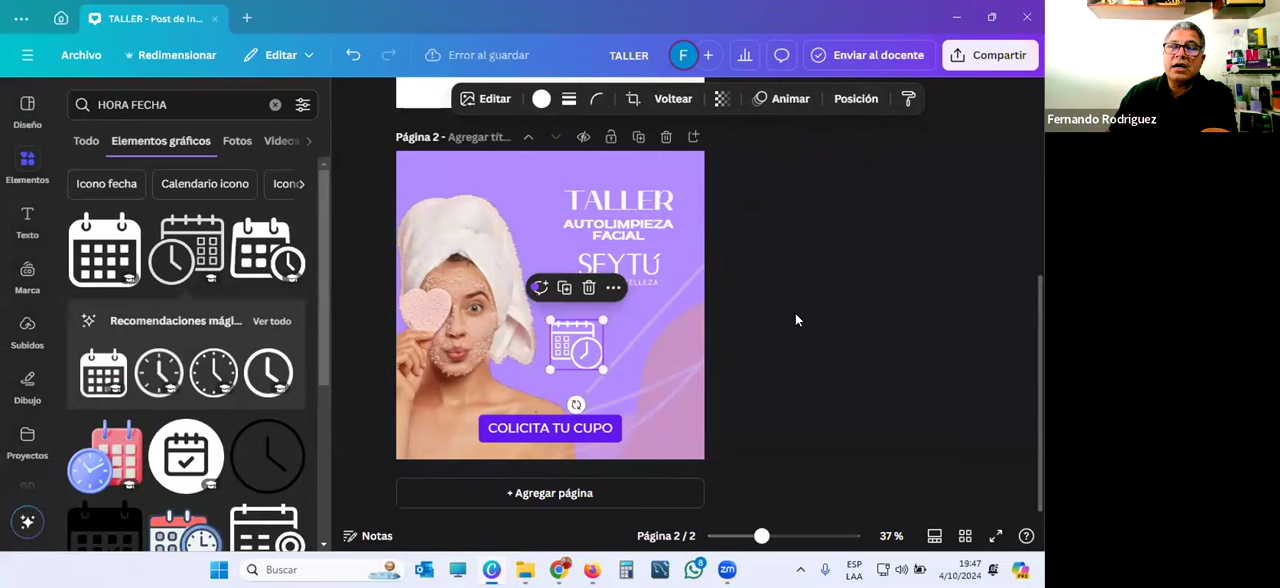 TALLER - Post de In...
Archivo
Redimensionar
Editar
Error al guardar
TALLER
F
Enviar al docente
Compartir
HORA FECHA
Editar
Voltear
Animar
Posición
Diseño
Todo
Elementos gráficos
Fotos
Videos
Página 2 - Agregar tít...
Elementos
Icono fecha
Calendario icono
Icono
Texto
TALLER
AUTOLIMPIEZA
FACIAL
SEYTÚ
BELLEZA
Marca
Recomendaciones mági...
Ver todo
Subidos
Dibujo
COLICITA TU CUPO
Proyectos
+ Agregar página
Notas
Página 2 / 2
37 %
Buscar
ESP
LAA
19:47
4/10/2024
Fernando Rodriguez